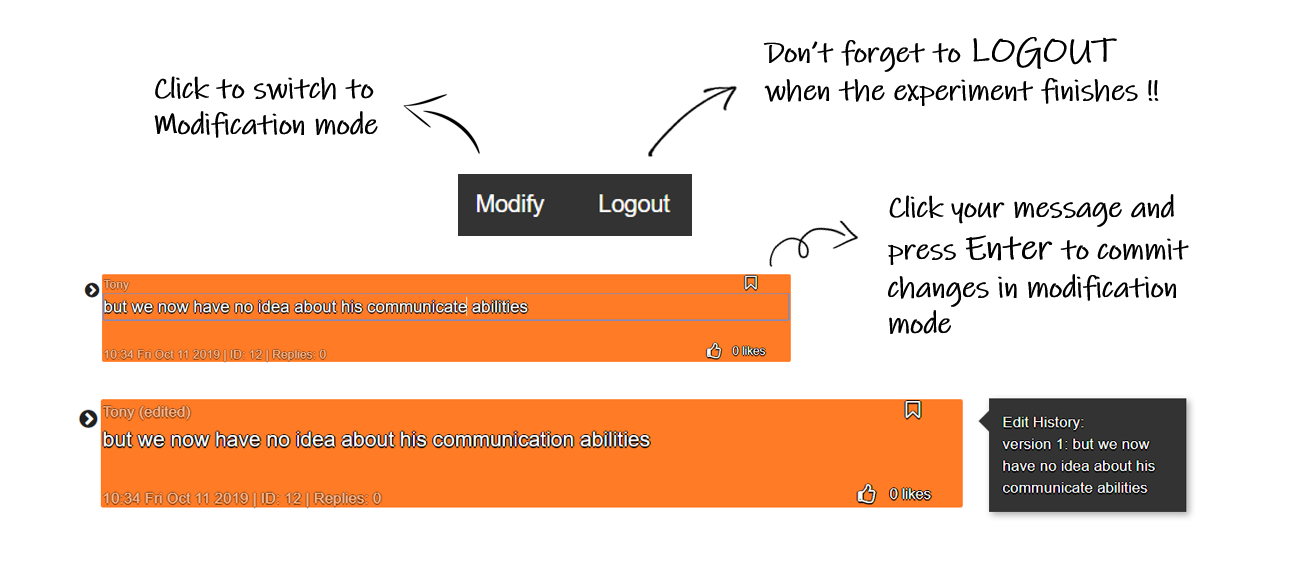 Don't forget to LOGOUT
when the experiment finishes !!
Click to switch to
Modification mode
Modify
Logout
Click your message and
press Enter to commit
changes in modification
mode
Tony
but we now have no idea about his communicate abilities
10:34 Fri Oct 11 2019 | ID: 12 | Replies: 0
0 likes
Tony (edited)
but we now have no idea about his communication abilities
10:34 Fri Oct 11 2019 | ID: 12 | Replies: 0
0 likes
Edit History:
version 1: but we now
have no idea about his
communicate abilities